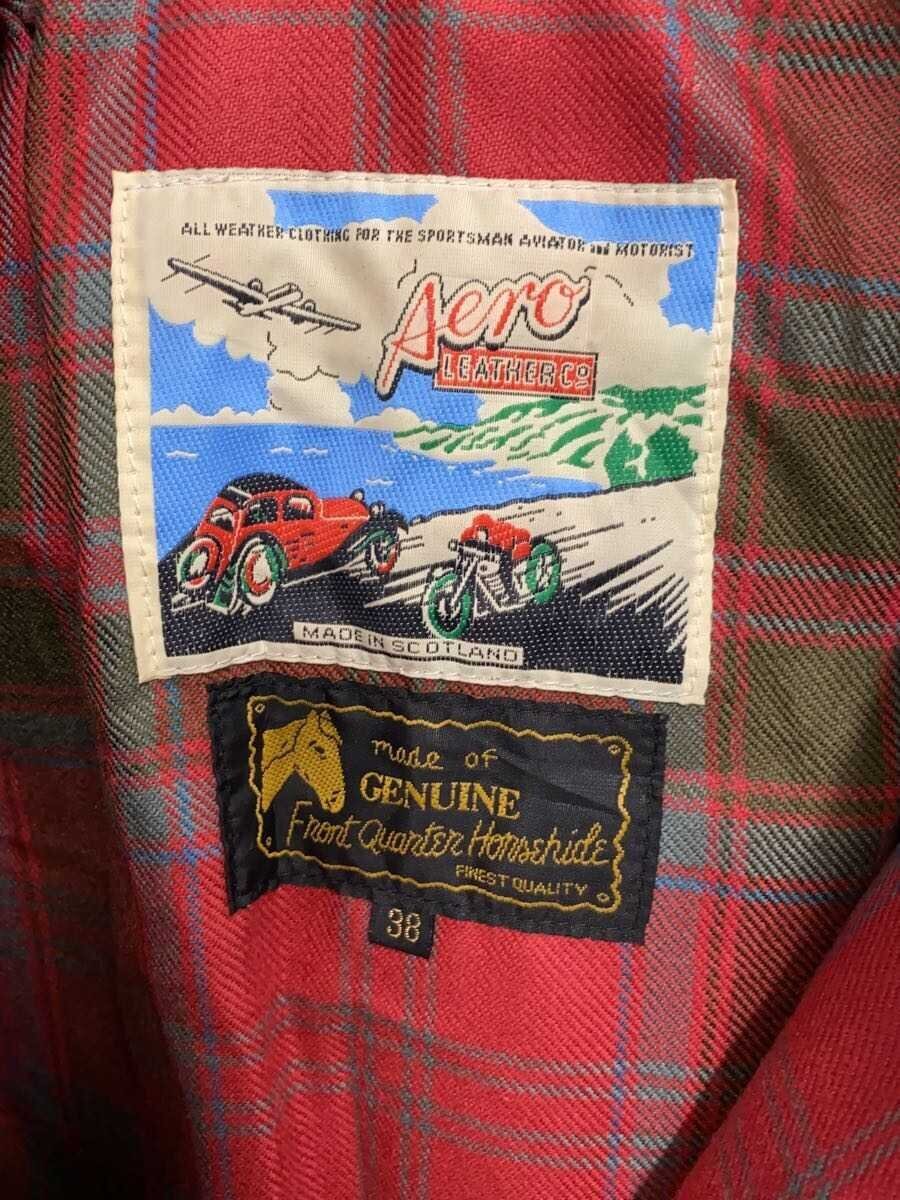 ALL WEATHER CLOTHING FOR THE SPORTSMAN AVIATOR and MOTORIST
Aero
LEATHER Co
MADE IN SCOTLAND
made of
GENUINE
Front Quarter Horsehide
FINEST QUALITY
38